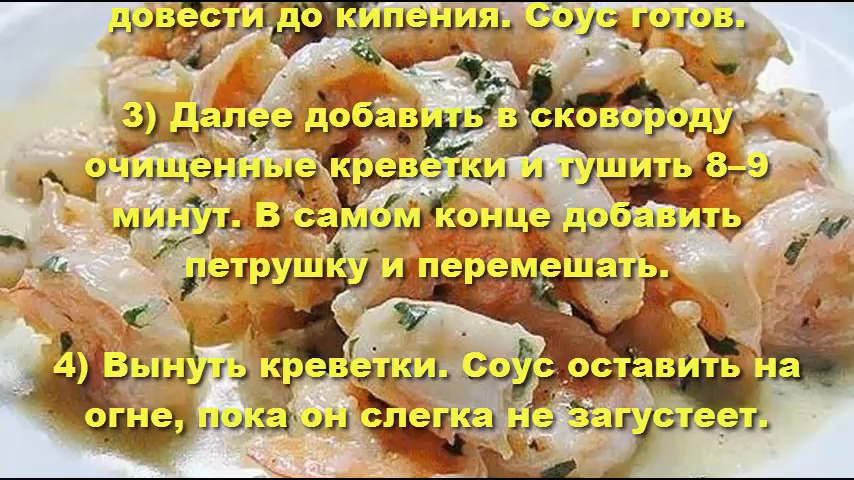 довести до кипения. Соус готов.
3) Далее добавить в сковороду
очищенные креветки и тушить 8–9
минут. В самом конце добавить
петрушку и перемешать.
4) Вынуть креветки. Соус оставить на
огне, пока он слегка не загустеет.